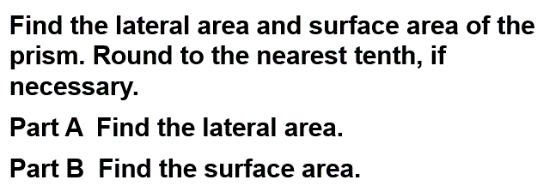 Find the lateral area and surface area of the
prism. Round to the nearest tenth, if
necessary.
Part A  Find the lateral area.
Part B  Find the surface area.